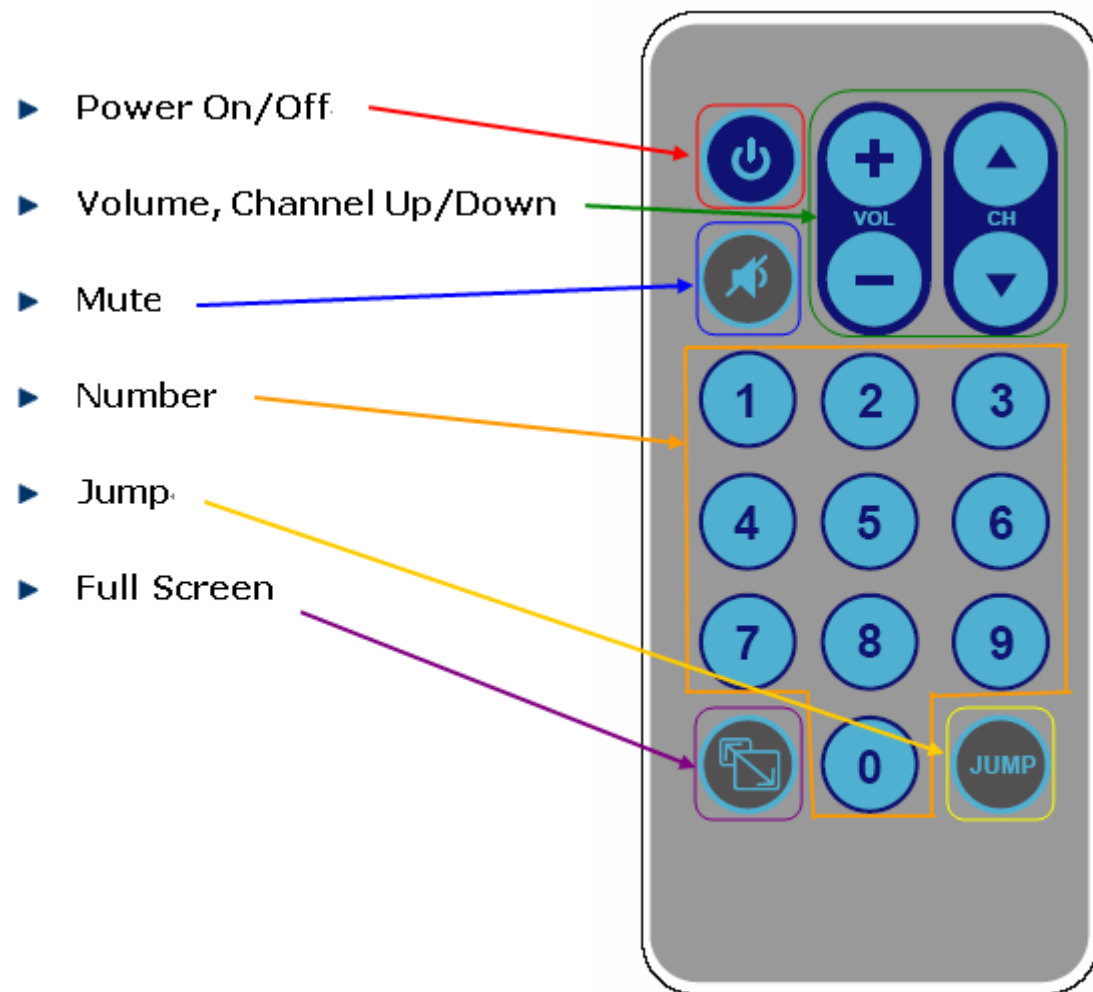 Power On/Off
Volume, Channel Up/Down
Mute
Number
Jump
Full Screen
+ 
VOL CH
−
1 2 3
4 5 6
7 8 9
0 JUMP